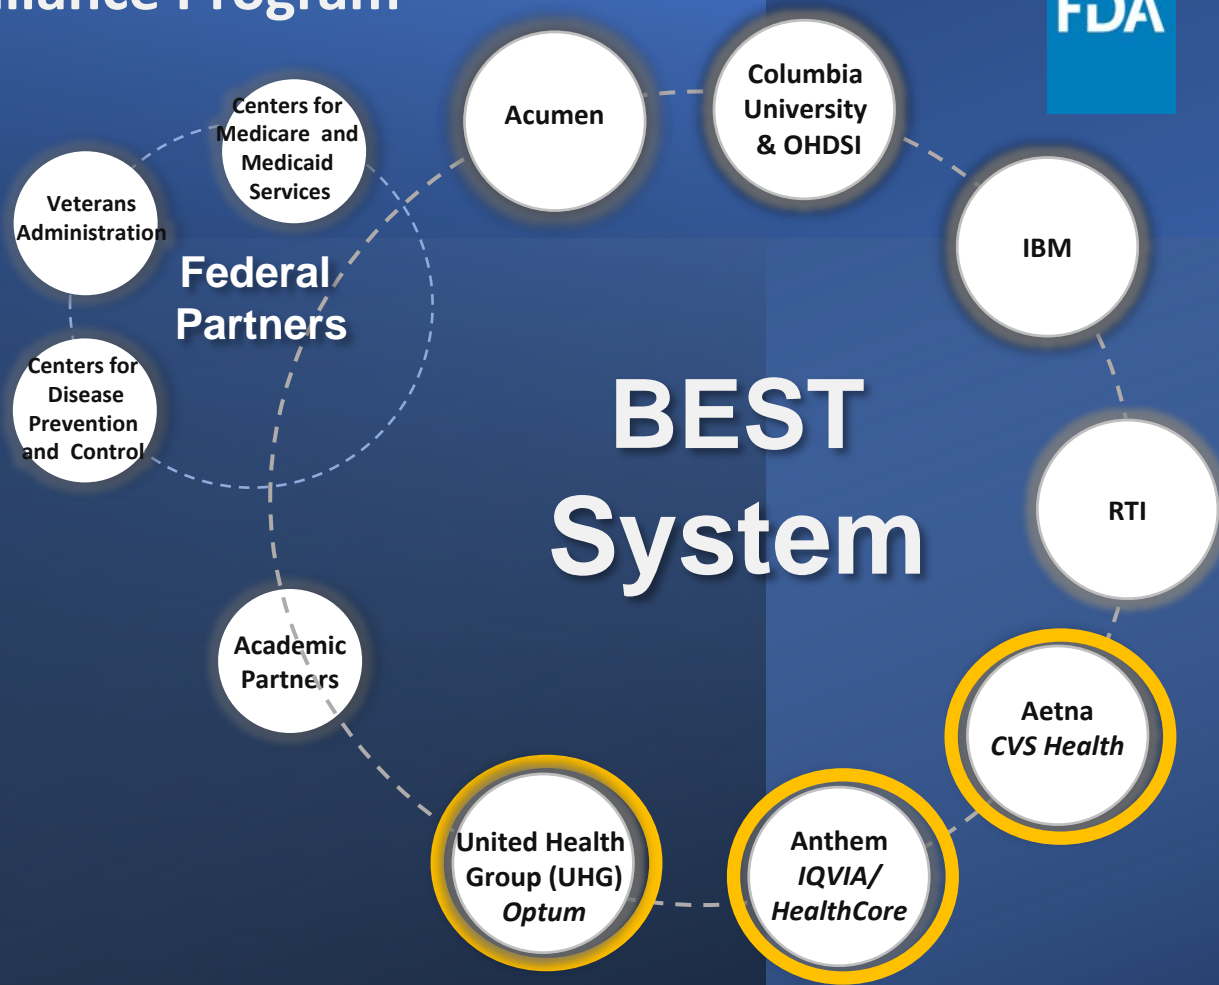 Program
FDA
Centers for
Medicare and
Medicaid
Services
Acumen
Columbia
University
& OHDSI
Veterans
Administration
IBM
Federal
Partners
Centers for
Disease
Prevention
and Control
BEST
System
RTI
Academic
Partners
Aetna
CVS Health
United Health
Group (UHG)
Optum
Anthem
IQVIA/
HealthCore